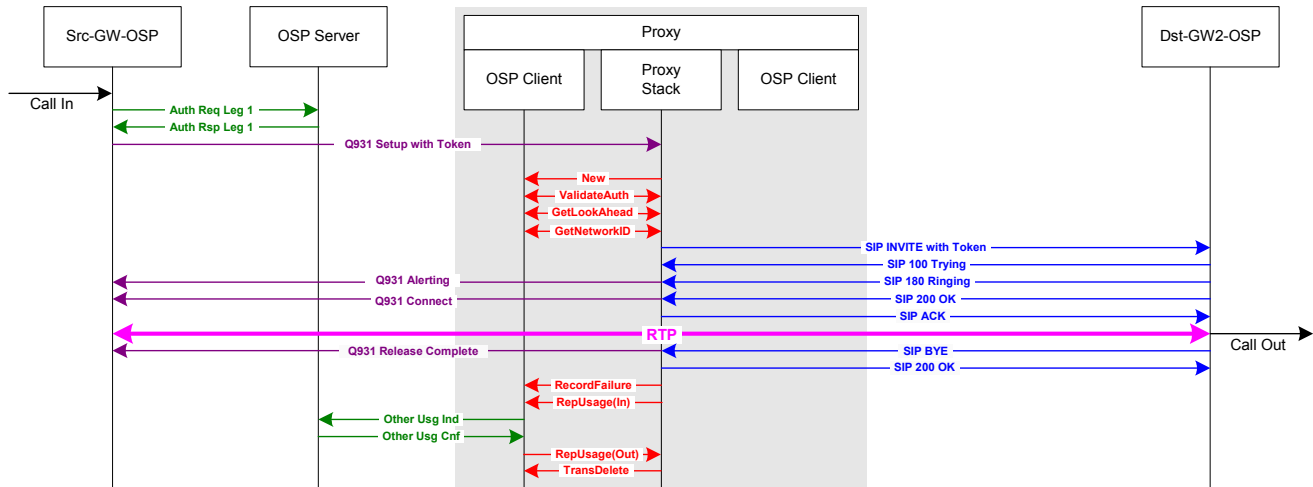 Src-GW-OSP
OSP Server
Proxy
Dst-GW2-OSP
OSP Client
Proxy
Stack
OSP Client
Call In
Auth Req Leg 1
Auth Rsp Leg 1
Q931 Setup with Token
New
ValidateAuth
GetLookAhead
GetNetworkID
SIP INVITE with Token
SIP 100 Trying
Q931 Alerting
SIP 180 Ringing
Q931 Connect
SIP 200 OK
SIP ACK
RTP
Call Out
Q931 Release Complete
SIP BYE
SIP 200 OK
RecordFailure
RepUsage(In)
Other Usg Ind
Other Usg Cnf
RepUsage(Out)
TransDelete